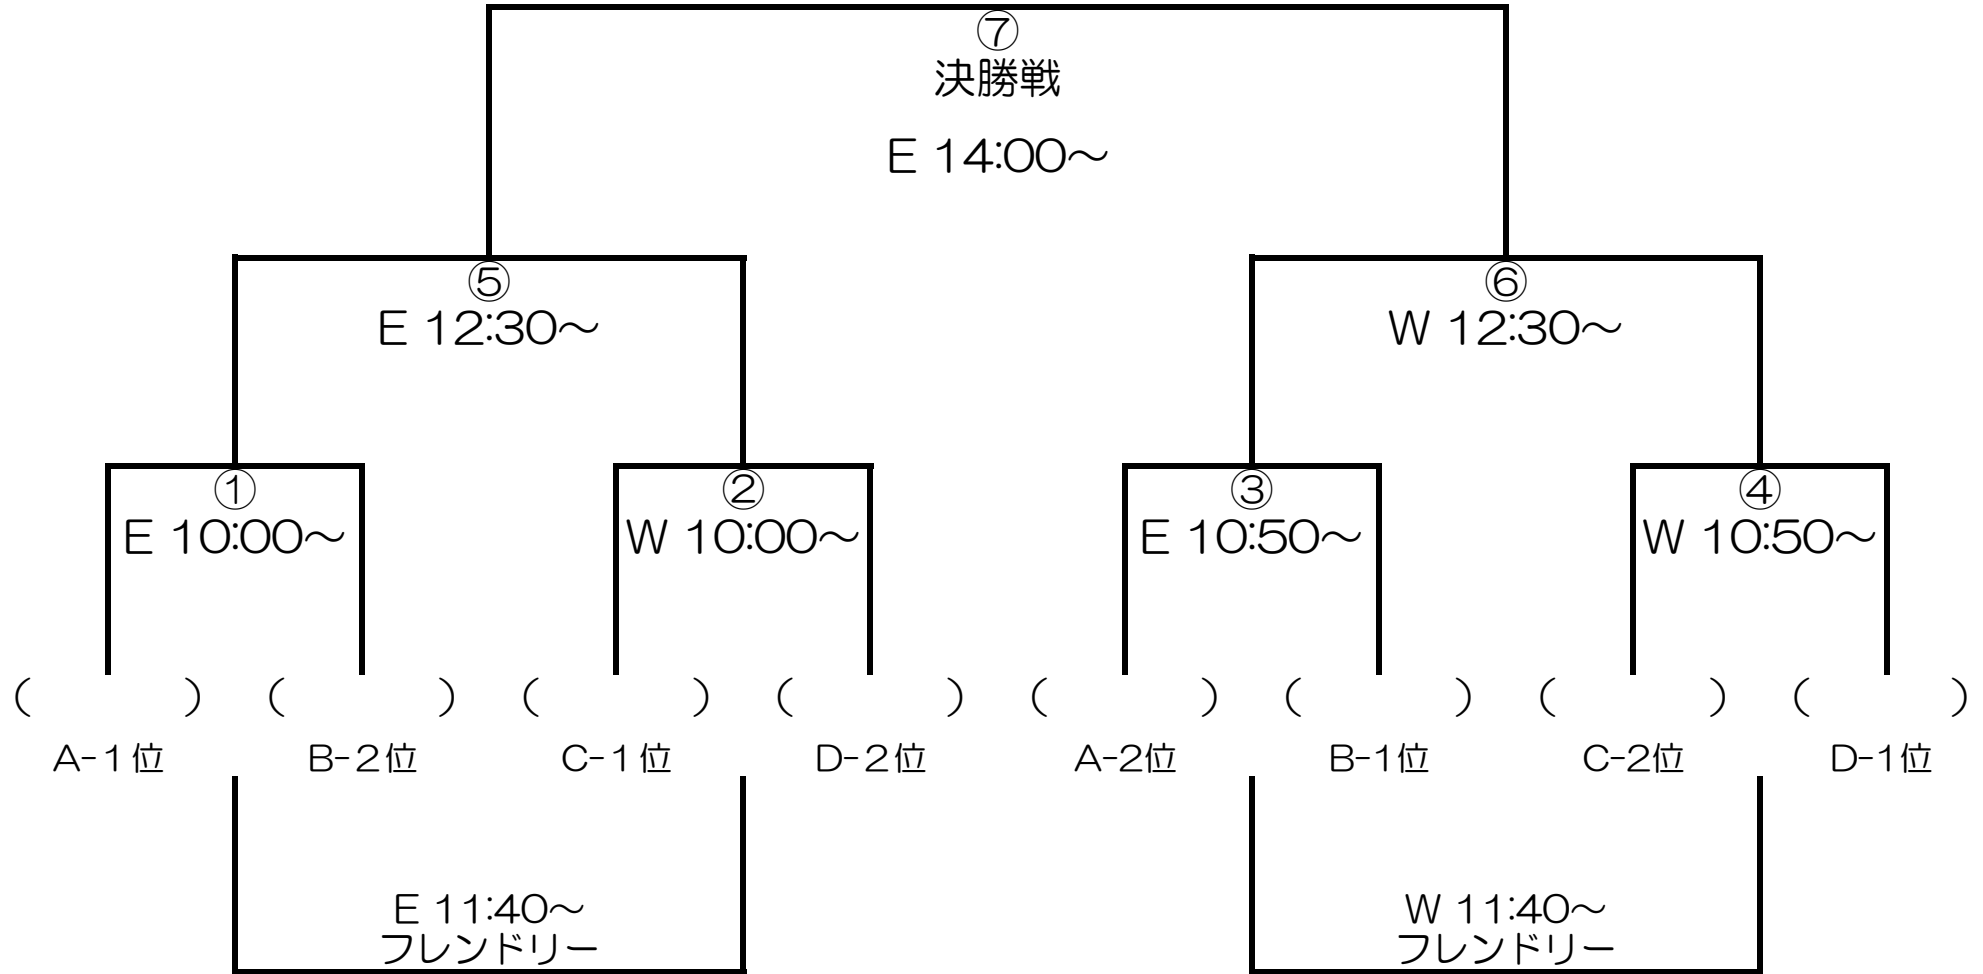 ⑦
決勝戦
E 14:00～
⑤
E 12:30～
⑥
W 12:30～
①
E 10:00～
②
W 10:00～
③
E 10:50～
④
W 10:50～
(　　　) (　　　) (　　　) (　　　) (　　　) (　　　) (　　　) (　　　)
A-1位 B-2位 C-1位 D-2位 A-2位 B-1位 C-2位 D-1位
E 11:40～
フレンドリー
W 11:40～
フレンドリー